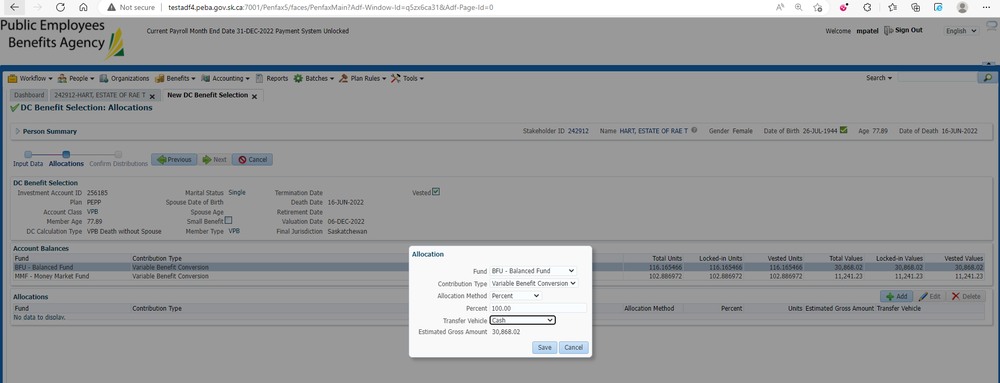 Not secure | testadf4.peba.gov.sk.ca:7001/Penfax5/faces/PenfaxMain?Adf-Window-Id=q5zx6ca31&Adf-Page-Id=0
Public Employees
Benefits Agency
Current Payroll Month End Date 31-DEC-2022 Payment System Unlocked
Welcome mpatel Sign Out English
Workflow People Organizations Benefits Accounting Reports Batches Plan Rules Tools Search
Dashboard 242912-HART, ESTATE OF RAE T New DC Benefit Selection
DC Benefit Selection: Allocations
Person Summary Stakeholder ID 242912 Name HART, ESTATE OF RAE T Gender Female Date of Birth 26-JUL-1944 Age 77.89 Date of Death 16-JUN-2022
Input Data Allocations Confirm Distributions Previous Next Cancel
DC Benefit Selection
Investment Account ID 256185 Marital Status Single Termination Date Vested
Plan PEPP Spouse Date of Birth Death Date 16-JUN-2022
Account Class VPB Spouse Age Retirement Date
Member Age 77.89 Small Benefit Valuation Date 06-DEC-2022
DC Calculation Type VPB Death without Spouse Member Type VPB Final Jurisdiction Saskatchewan
Account Balances
Fund Contribution Type Total Units Locked-in Units Vested Units Total Values Locked-in Values Vested Values
BFU - Balanced Fund Variable Benefit Conversion 116.165466 116.165466 116.165466 30,868.02 30,868.02 30,868.02
MMF - Money Market Fund Variable Benefit Conversion 102.886972 102.886972 102.886972 11,241.23 11,241.23 11,241.23
Allocations Add Edit Delete
Fund Contribution Type Allocation Method Percent Units Estimated Gross Amount Transfer Vehicle
No data to display.
Allocation
Fund BFU - Balanced Fund
Contribution Type Variable Benefit Conversion
Allocation Method Percent
Percent 100.00
Transfer Vehicle Cash
Estimated Gross Amount 30,868.02
Save Cancel